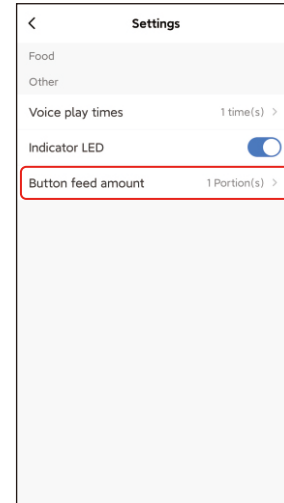 Settings
Food
Other
Voice play times 1 time(s)
Indicator LED
Button feed amount 1 Portion(s)